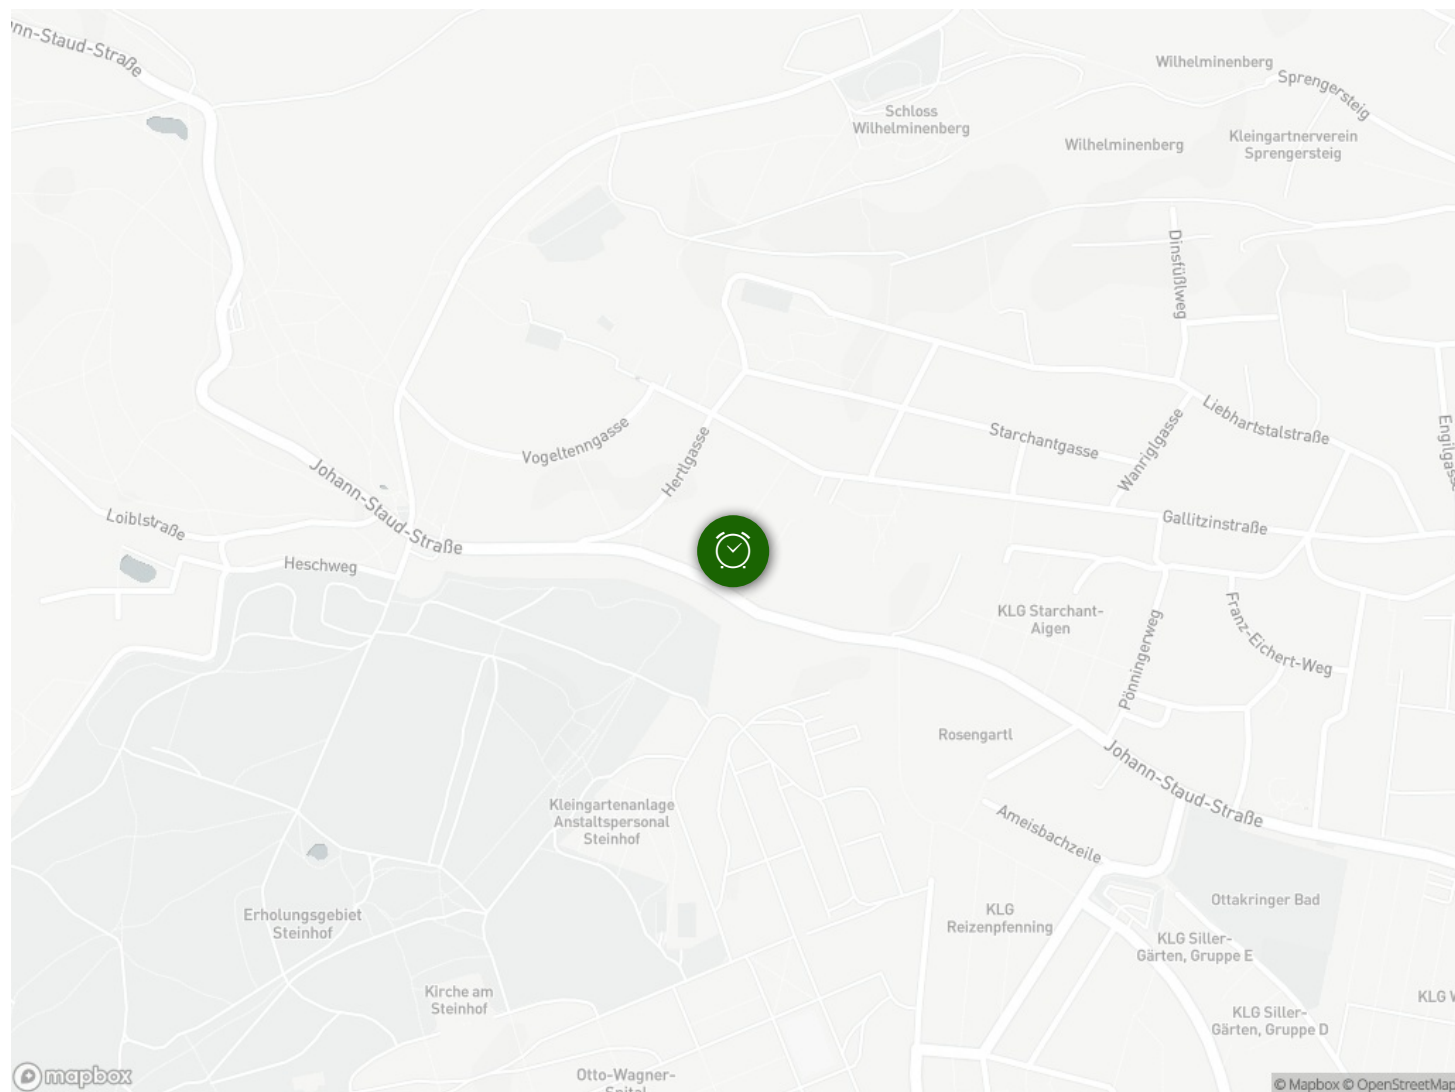 nn-Staud-Straße
Wilhelminenberg
Sprengersteig
Schloss
Wilhelminenberg
Wilhelminenberg
Kleingartnerverein
Sprengersteig
Dinsfüßlweg
Liebhartstalstraße
Starchantgasse
Wanriglgasse
Engilgasse
Vogeltenngasse
Hertlgasse
Johann-Staud-Straße
Gallitzinstraße
Loiblstraße
Heschweg
KLG Starchant-
Aigen
Franz-Eichert-Weg
Pönningerweg
Rosengartl
Johann-Staud-Straße
Kleingartenanlage
Anstaltspersonal
Steinhof
Ameisbachzeile
Erholungsgebiet
Steinhof
KLG
Reizenpfenning
Ottakringer Bad
KLG Siller-
Gärten, Gruppe E
Kirche am
Steinhof
KLG W
KLG Siller-
Gärten, Gruppe D
Otto-Wagner-
Spital
mapbox
© Mapbox © OpenStreetMap